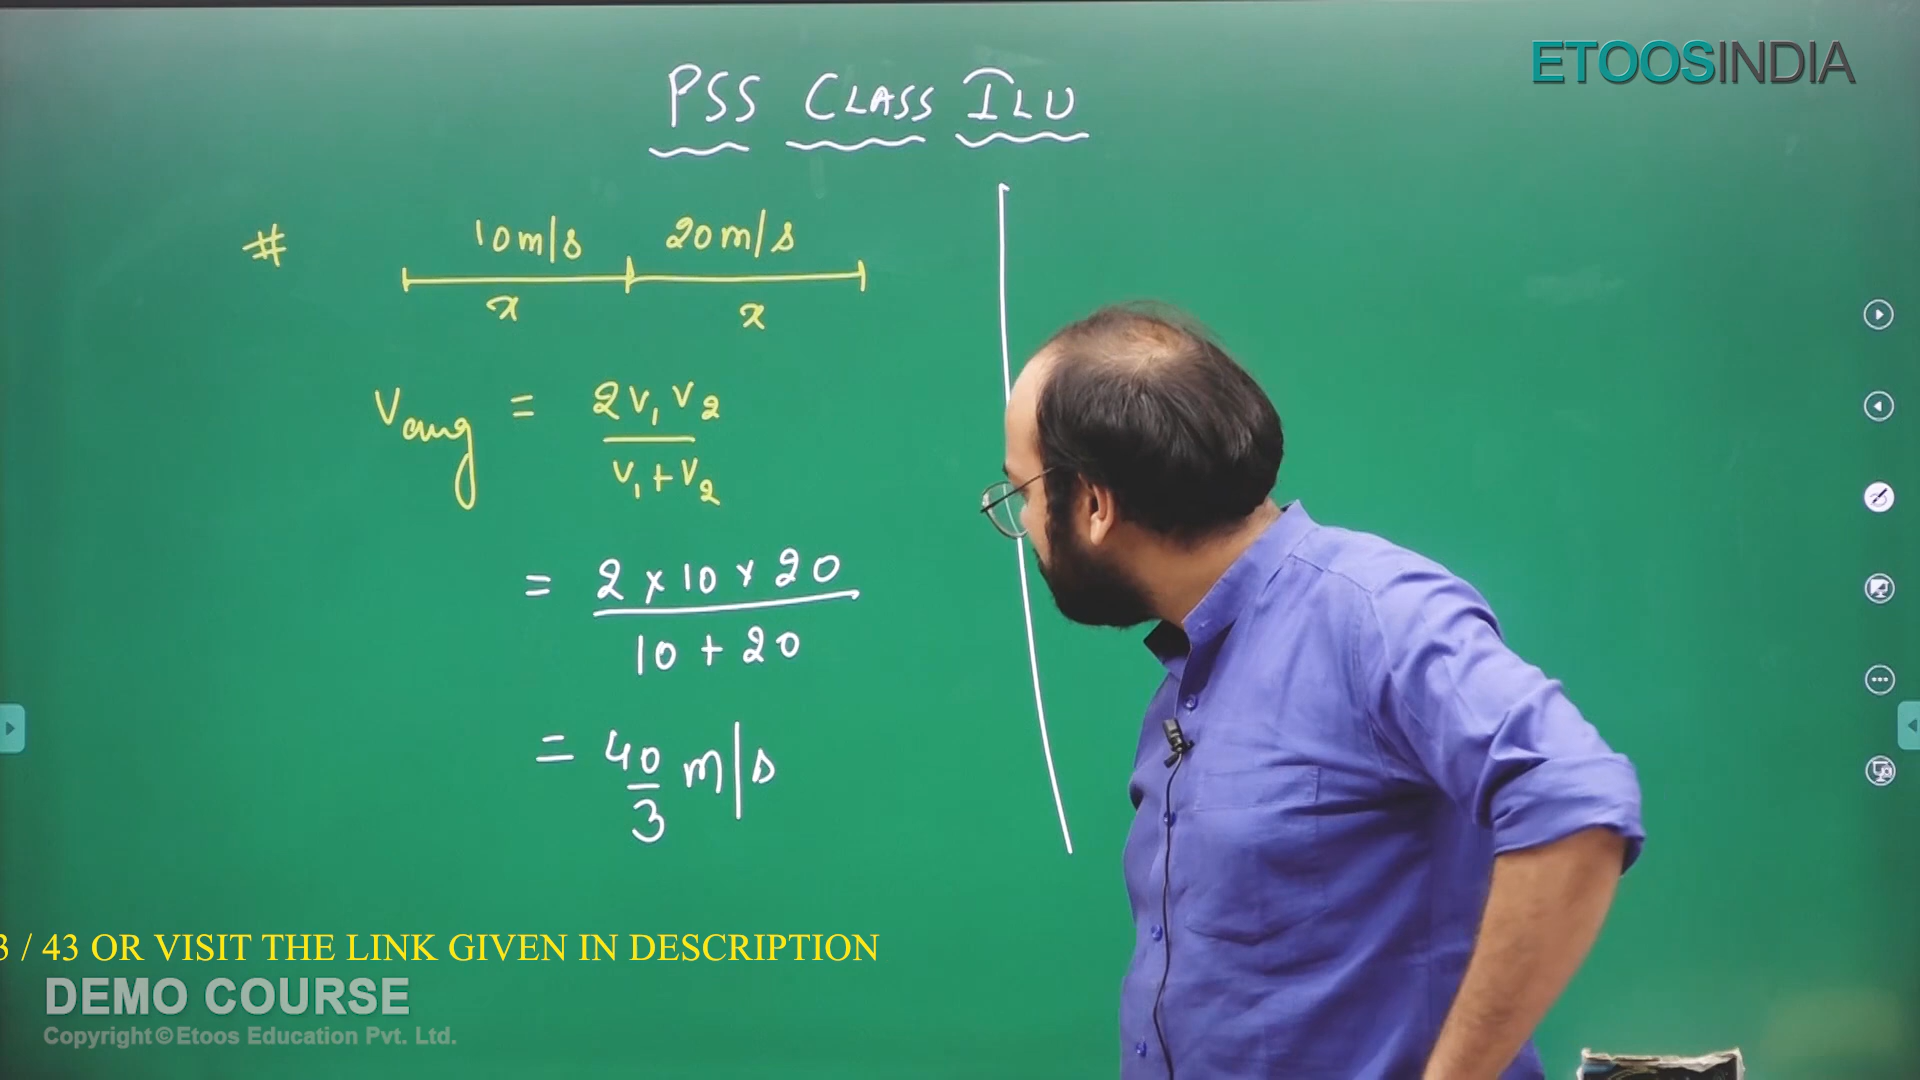 ETOOSINDIA
PSS CLASS ILU
# 10m/s 20m/s
x x
Vavg = 2v₁v₂ / v₁+v₂
= 2 × 10 × 20 / 10 + 20
= 40/3 m/s
3 / 43 OR VISIT THE LINK GIVEN IN DESCRIPTION
DEMO COURSE
Copyright © Etoos Education Pvt. Ltd.